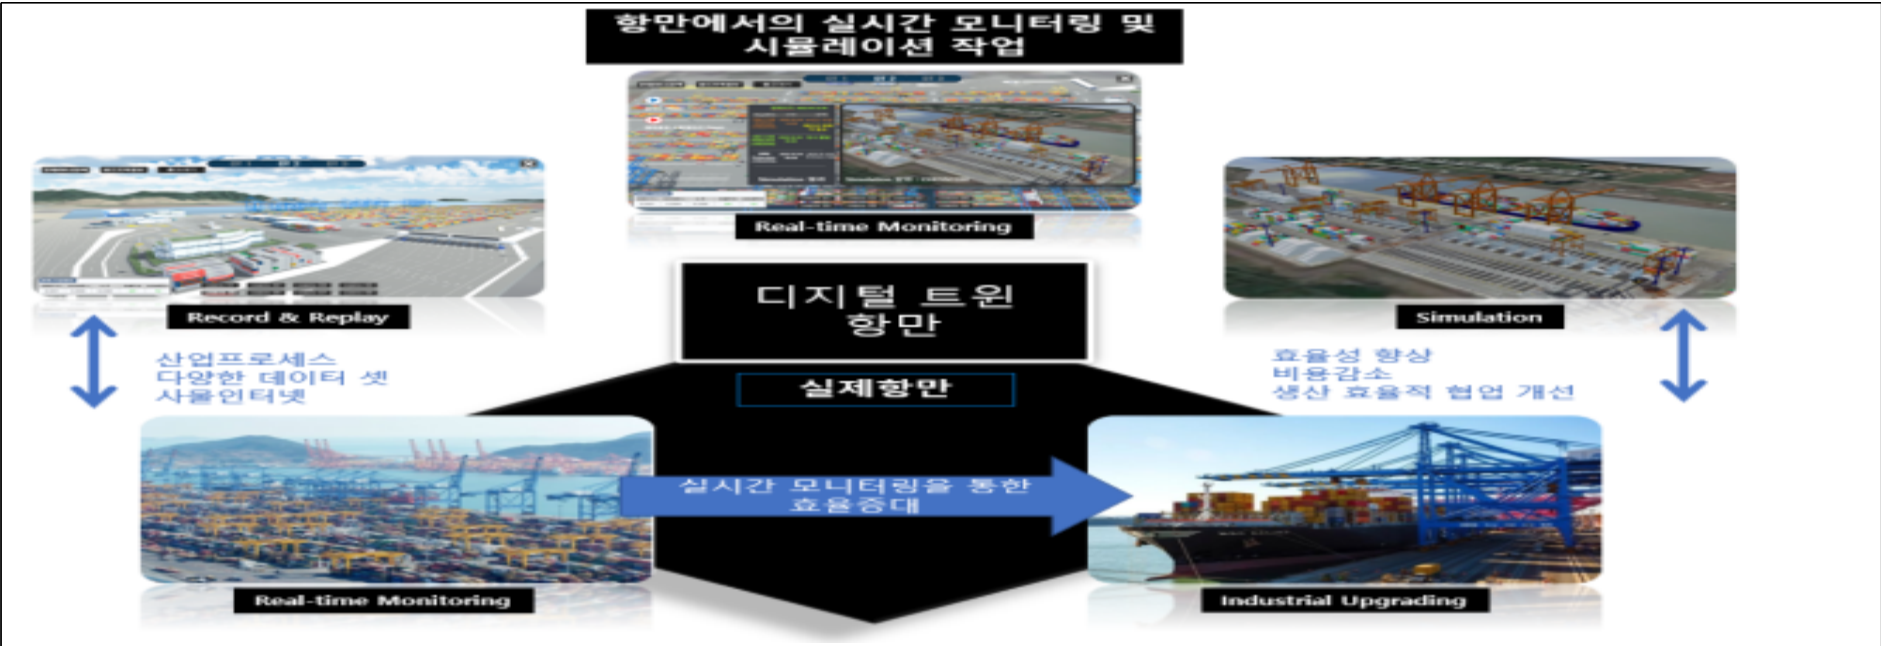 항만에서의 실시간 모니터링 및
시뮬레이션 작업
Real-time Monitoring
Record & Replay
Simulation
디지털 트윈
항만
산업프로세스
다양한 데이터 셋
사물인터넷
효율성 향상
비용감소
생산 효율적 협업 개선
실제항만
실시간 모니터링을 통한
효율증대
Real-time Monitoring
Industrial Upgrading